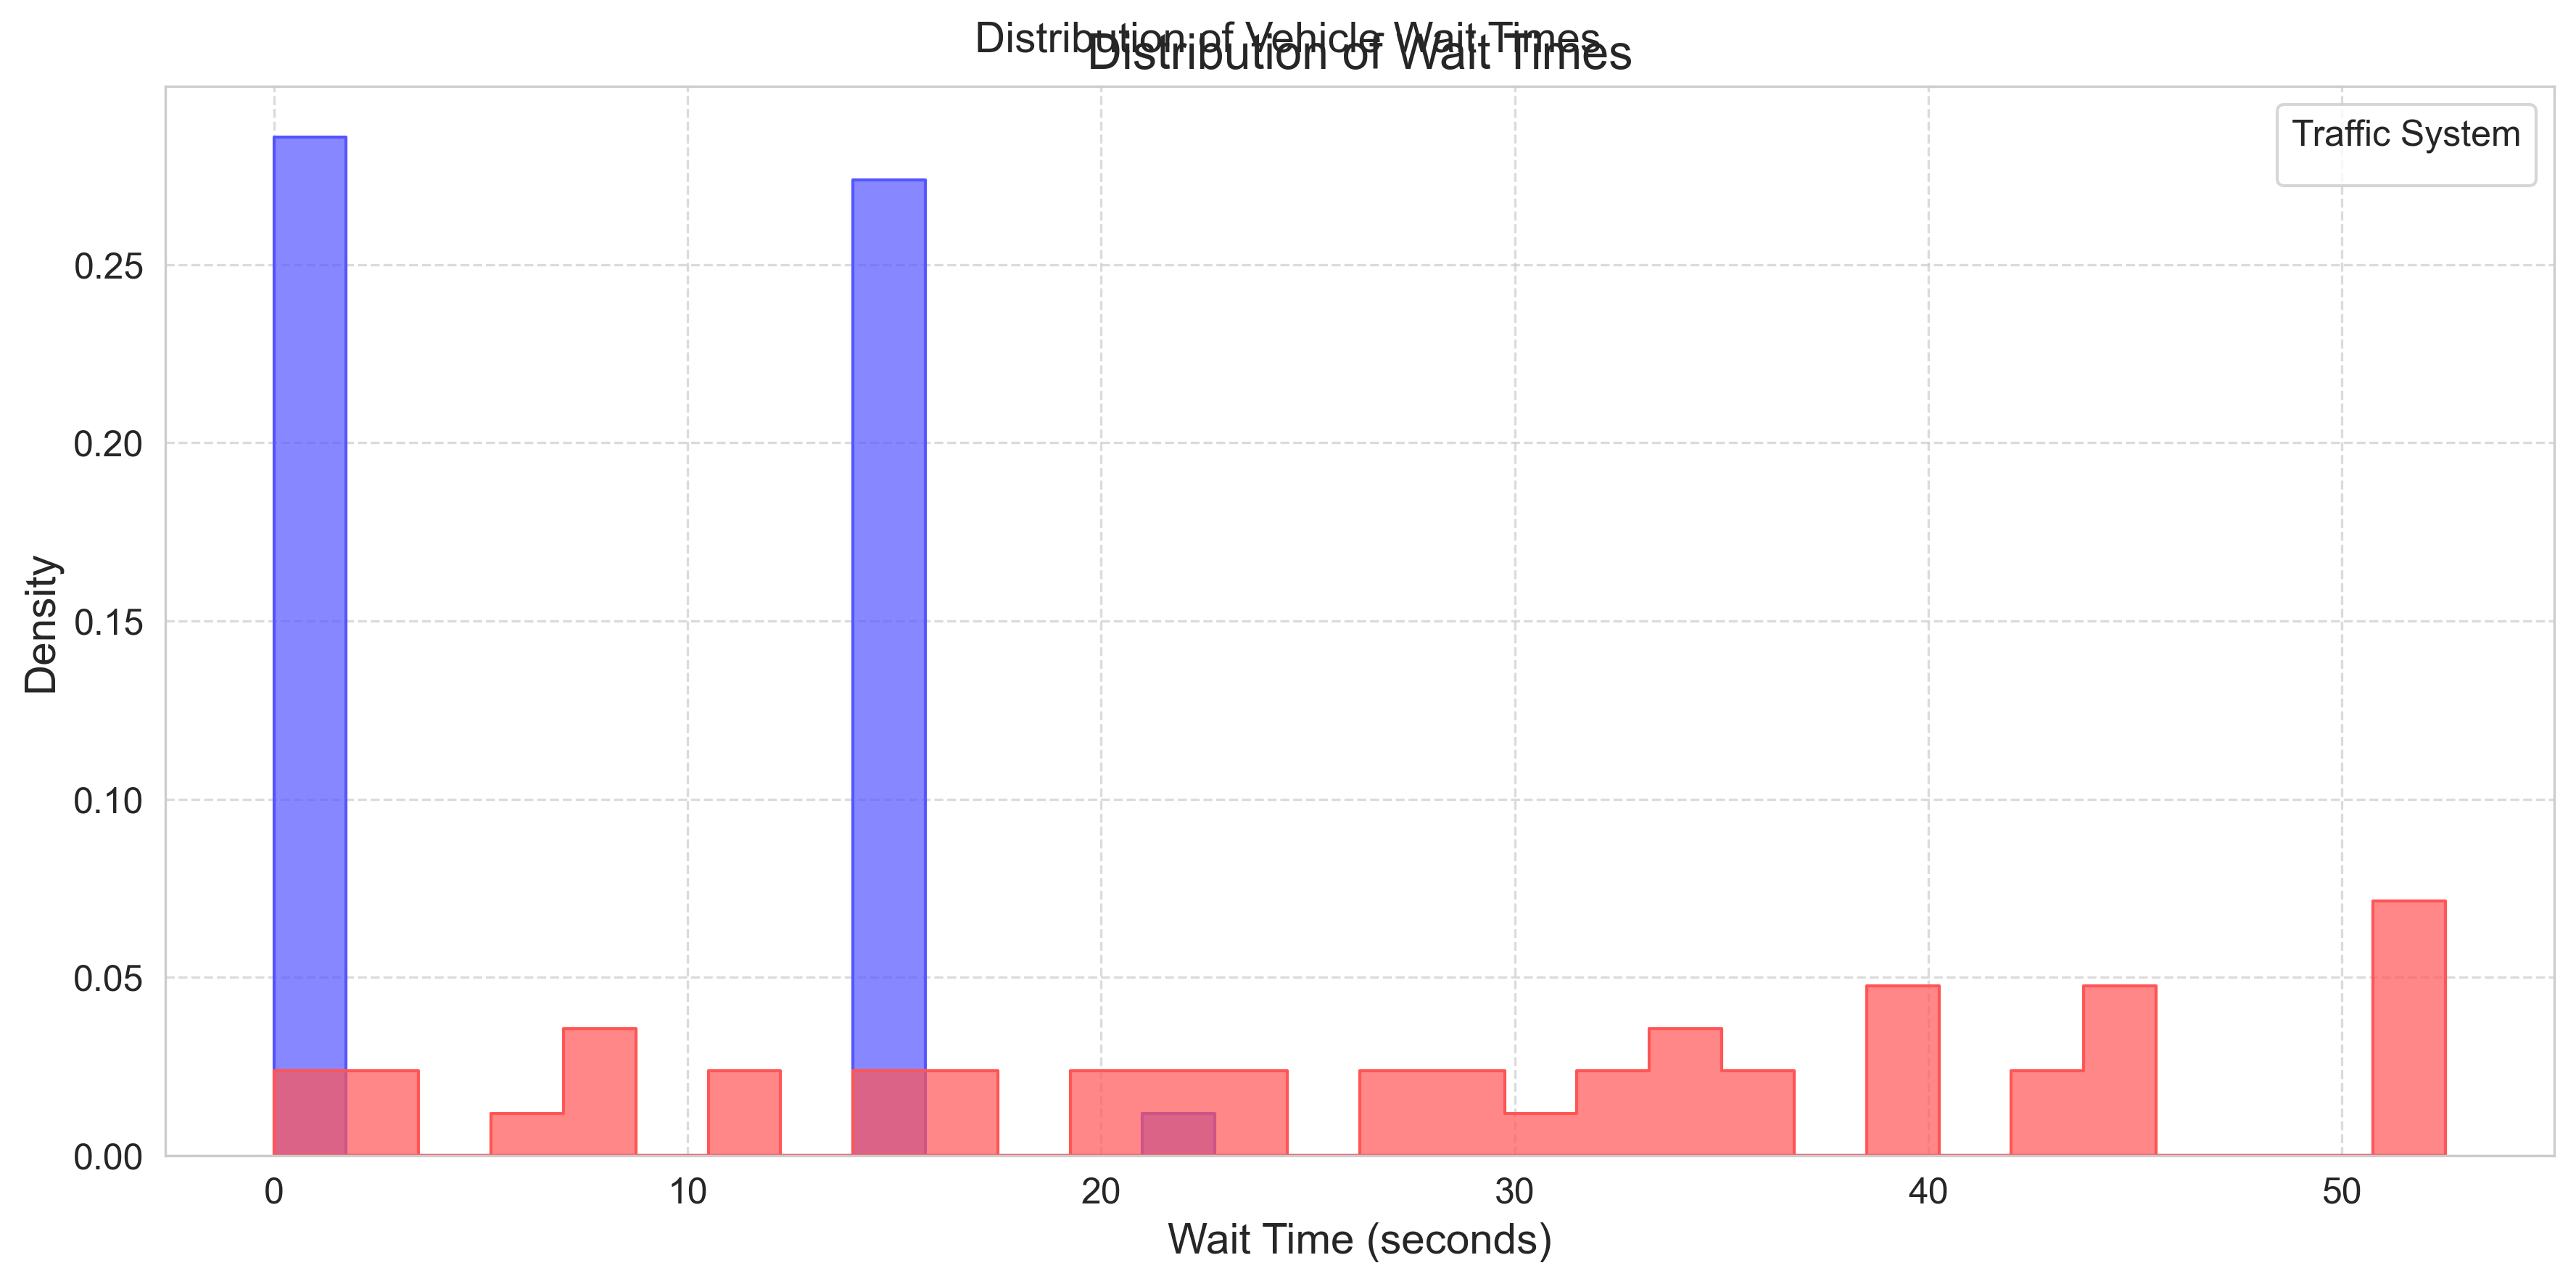 Distribution of Vehicle Wait Times
Distribution of Wait Times
Traffic System
Density
0.25
0.20
0.15
0.10
0.05
0.00
0 10 20 30 40 50
Wait Time (seconds)